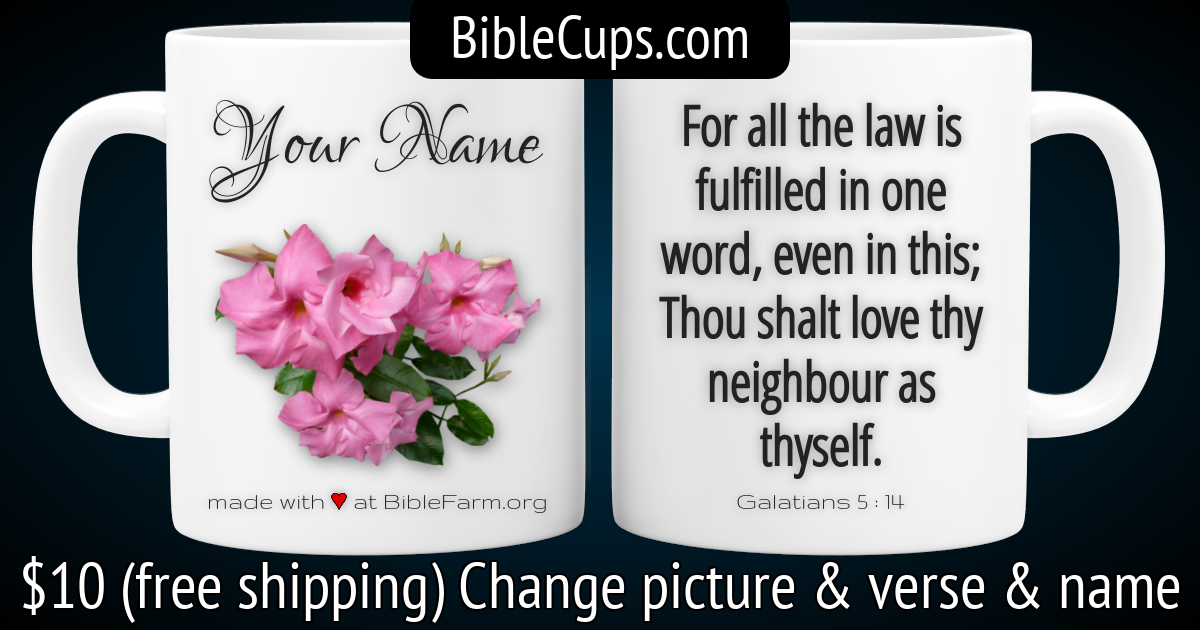 BibleCups.com
Your Name
made with ♥ at BibleFarm.org
For all the law is
fulfilled in one
word, even in this;
Thou shalt love thy
neighbour as
thyself.
Galatians 5 : 14
$10 (free shipping) Change picture & verse & name